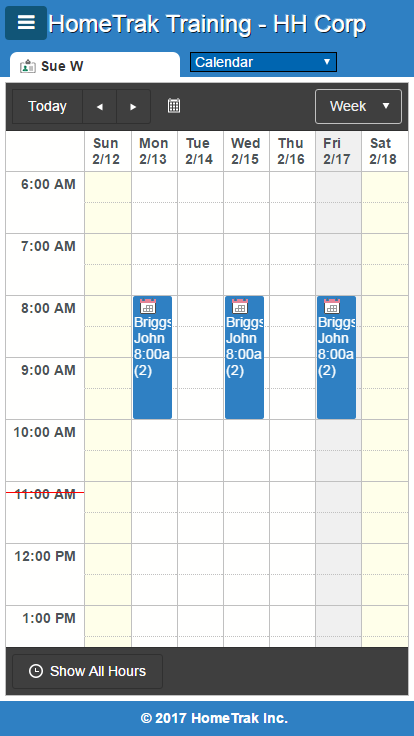 HomeTrak Training - HH Corp
Sue W
Calendar
Today
Week
Sun
2/12
Mon
2/13
Tue
2/14
Wed
2/15
Thu
2/16
Fri
2/17
Sat
2/18
6:00 AM
7:00 AM
8:00 AM
Briggs
John
8:00a
(2)
Briggs
John
8:00a
(2)
Briggs
John
8:00a
(2)
9:00 AM
10:00 AM
11:00 AM
12:00 PM
1:00 PM
Show All Hours
© 2017 HomeTrak Inc.